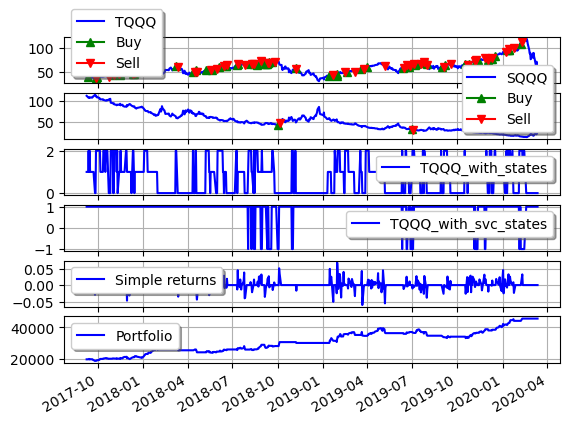 TQQQ
Buy
Sell
100
50
SQQQ
Buy
Sell
100
50
2
0
TQQQ_with_states
1
0
−1
TQQQ_with_svc_states
0.05
0.00
−0.05
Simple returns
40000
20000
Portfolio
2017-10
2018-01
2018-04
2018-07
2018-10
2019-01
2019-04
2019-07
2019-10
2020-01
2020-04